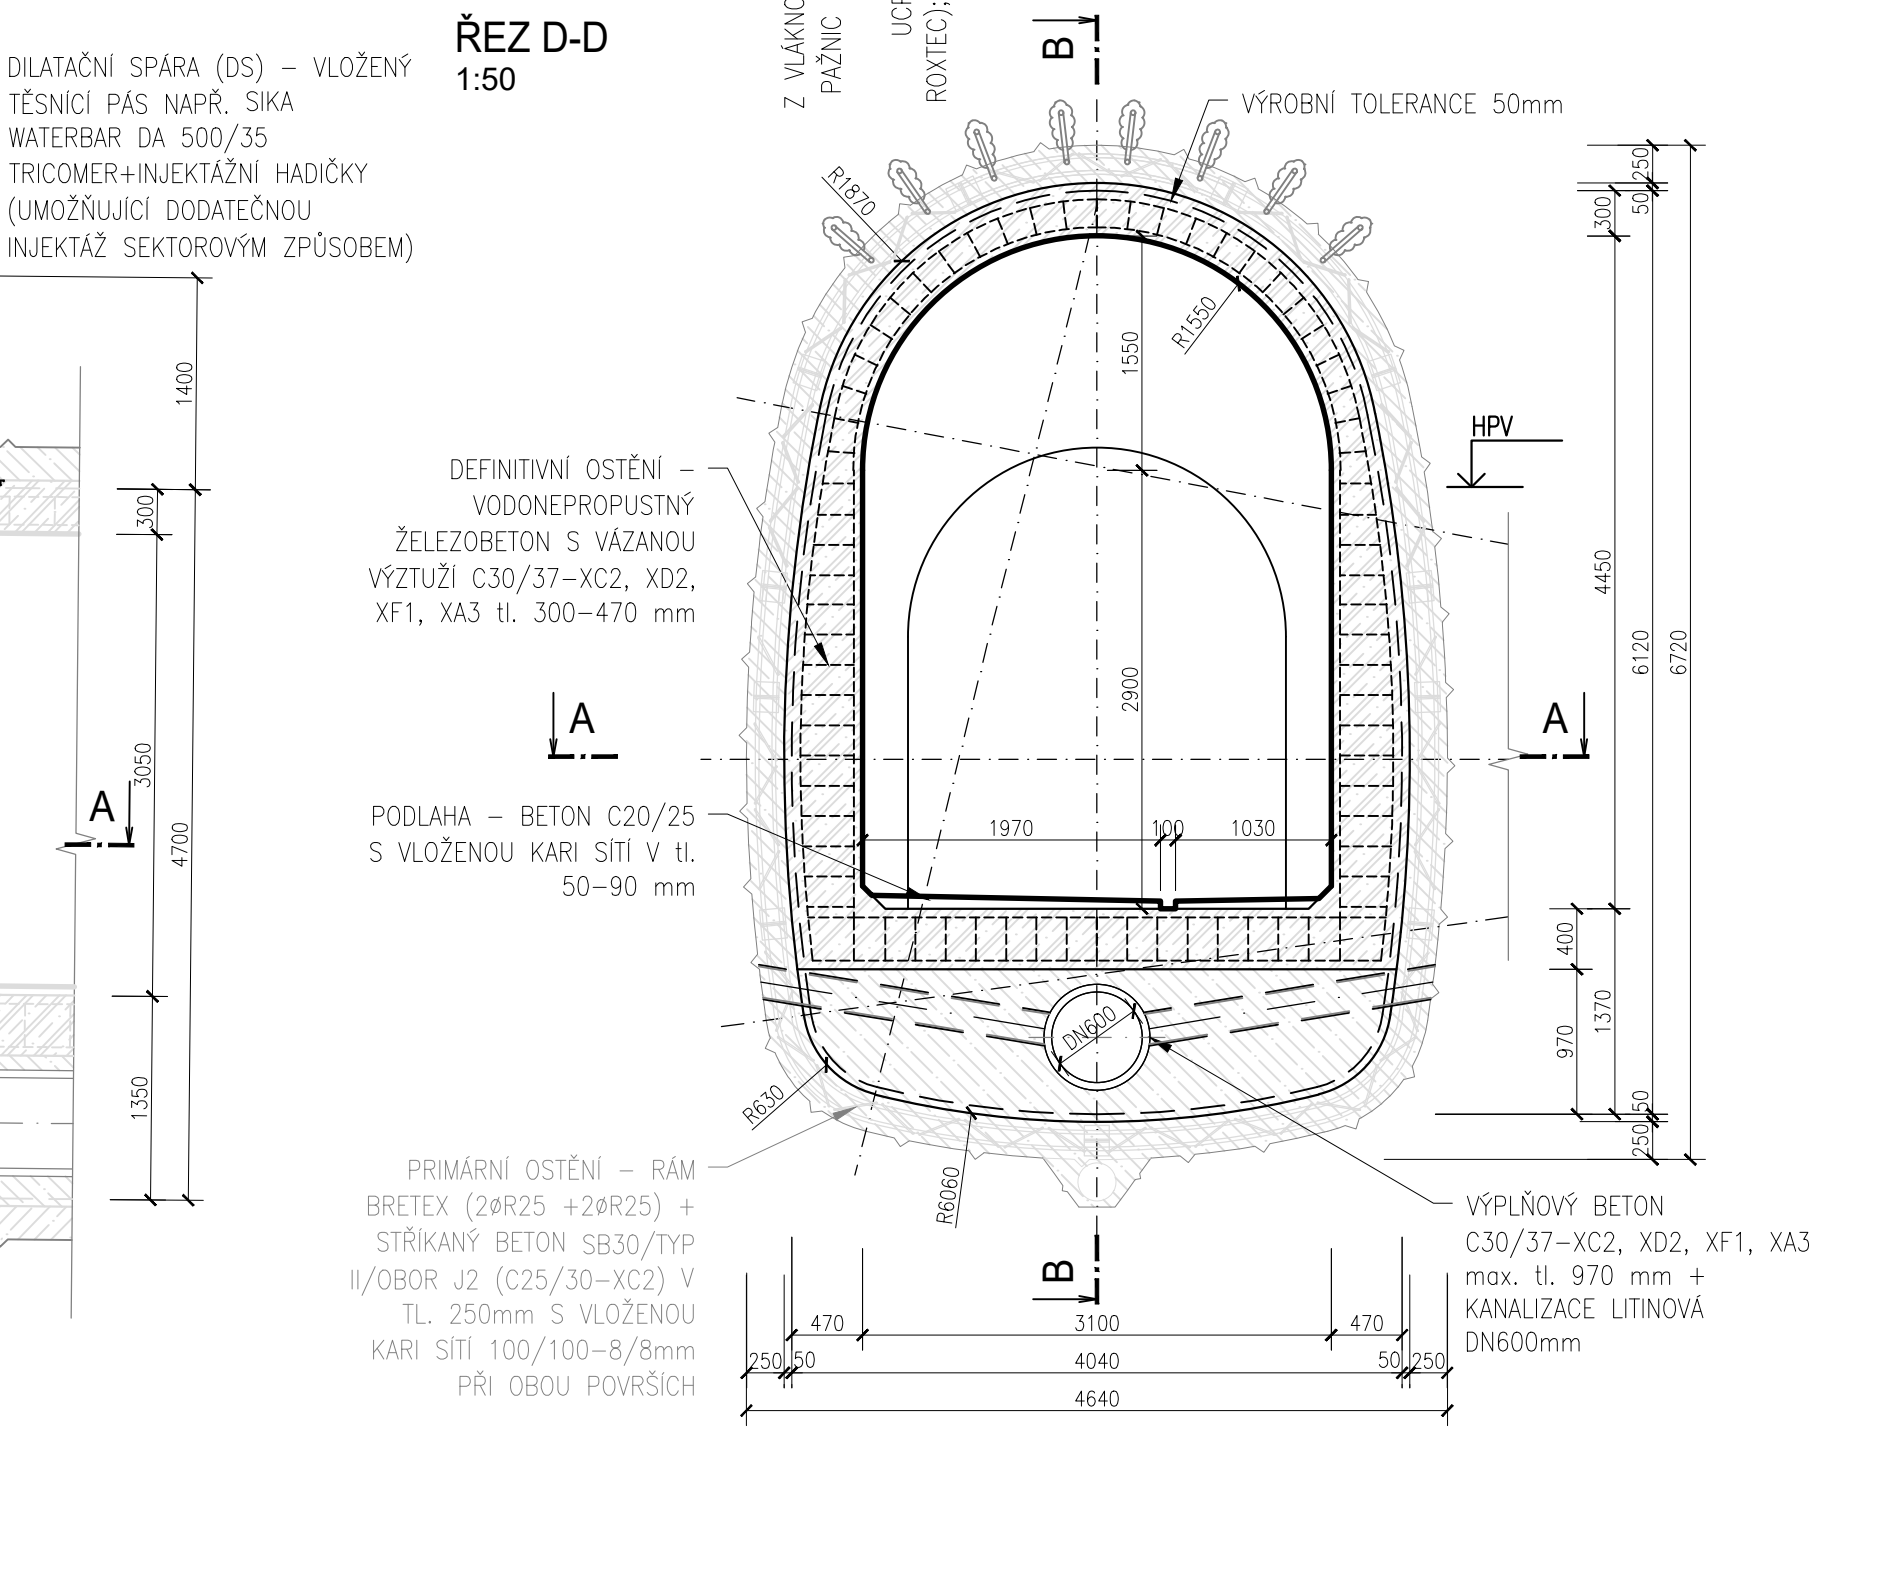 ŘEZ D-D
1:50
DILATAČNÍ SPÁRA (DS) – VLOŽENÝ
TĚSNÍCÍ PÁS NAPŘ. SIKA
WATERBAR DA 500/35
TRICOMER+INJEKTÁŽNÍ HADIČKY
(UMOŽŇUJÍCÍ DODATEČNOU
INJEKTÁŽ SEKTOROVÝM ZPŮSOBEM)
Z
PAŽNIC
ROXTEC);
B
VÝROBNÍ TOLERANCE 50mm
R1870
R1550
1550
2900
HPV
DEFINITIVNÍ OSTĚNÍ –
VODONEPROPUSTNÝ
ŽELEZOBETON S VÁZANOU
VÝZTUŽÍ C30/37–XC2, XD2,
XF1, XA3 tl. 300–470 mm
A
A
PODLAHA – BETON C20/25
S VLOŽENOU KARI SÍTÍ V tl.
50–90 mm
1970
100
1030
DN600
R630
R6060
PRIMÁRNÍ OSTĚNÍ – RÁM
BRETEX (2øR25 +2øR25) +
STŘÍKANÝ BETON SB30/TYP
II/OBOR J2 (C25/30–XC2) V
TL. 250mm S VLOŽENOU
KARI SÍTÍ 100/100–8/8mm
PŘI OBOU POVRŠÍCH
VÝPLŇOVÝ BETON
C30/37–XC2, XD2, XF1, XA3
max. tl. 970 mm +
KANALIZACE LITINOVÁ
DN600mm
B
470
3100
470
250
50
4040
50
250
4640
250
50
300
4450
6120
6720
400
970
1370
50
250
1400
300
3050
4700
1350
A